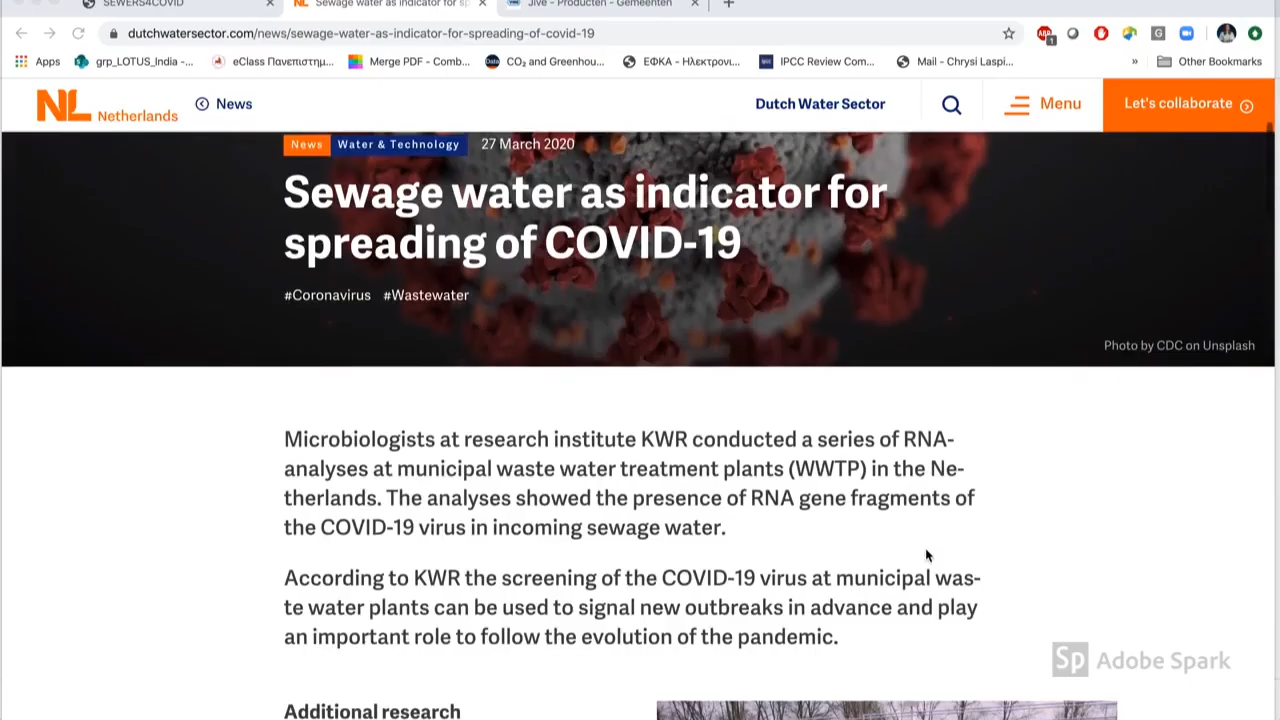 SEWERS4COVID
Sewage water as indicator for sp
Jive - Producten - Gemeenten
dutchwatersector.com/news/sewage-water-as-indicator-for-spreading-of-covid-19
Apps grp_LOTUS_India -... eClass Πανεπιστημ... Merge PDF - Comb... CO₂ and Greenhou... ΕΦΚΑ - Ηλεκτρονι... IPCC Review Com... Mail - Chrysi Laspi... » Other Bookmarks
NL Netherlands News Dutch Water Sector Menu Let's collaborate
News Water & Technology 27 March 2020
Sewage water as indicator for
spreading of COVID-19
#Coronavirus #Wastewater
Photo by CDC on Unsplash
Microbiologists at research institute KWR conducted a series of RNA-
analyses at municipal waste water treatment plants (WWTP) in the Ne-
therlands. The analyses showed the presence of RNA gene fragments of
the COVID-19 virus in incoming sewage water.
According to KWR the screening of the COVID-19 virus at municipal was-
te water plants can be used to signal new outbreaks in advance and play
an important role to follow the evolution of the pandemic.
Sp Adobe Spark
Additional research